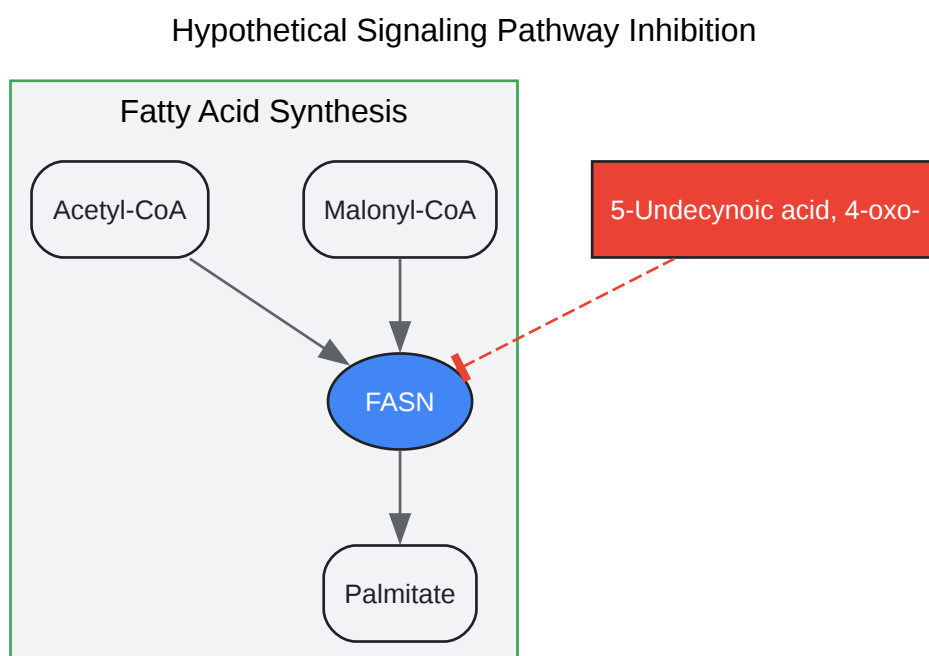 Hypothetical Signaling Pathway Inhibition
Fatty Acid Synthesis
Acetyl-CoA
Malonyl-CoA
5-Undecynoic acid, 4-oxo-
FASN
Palmitate